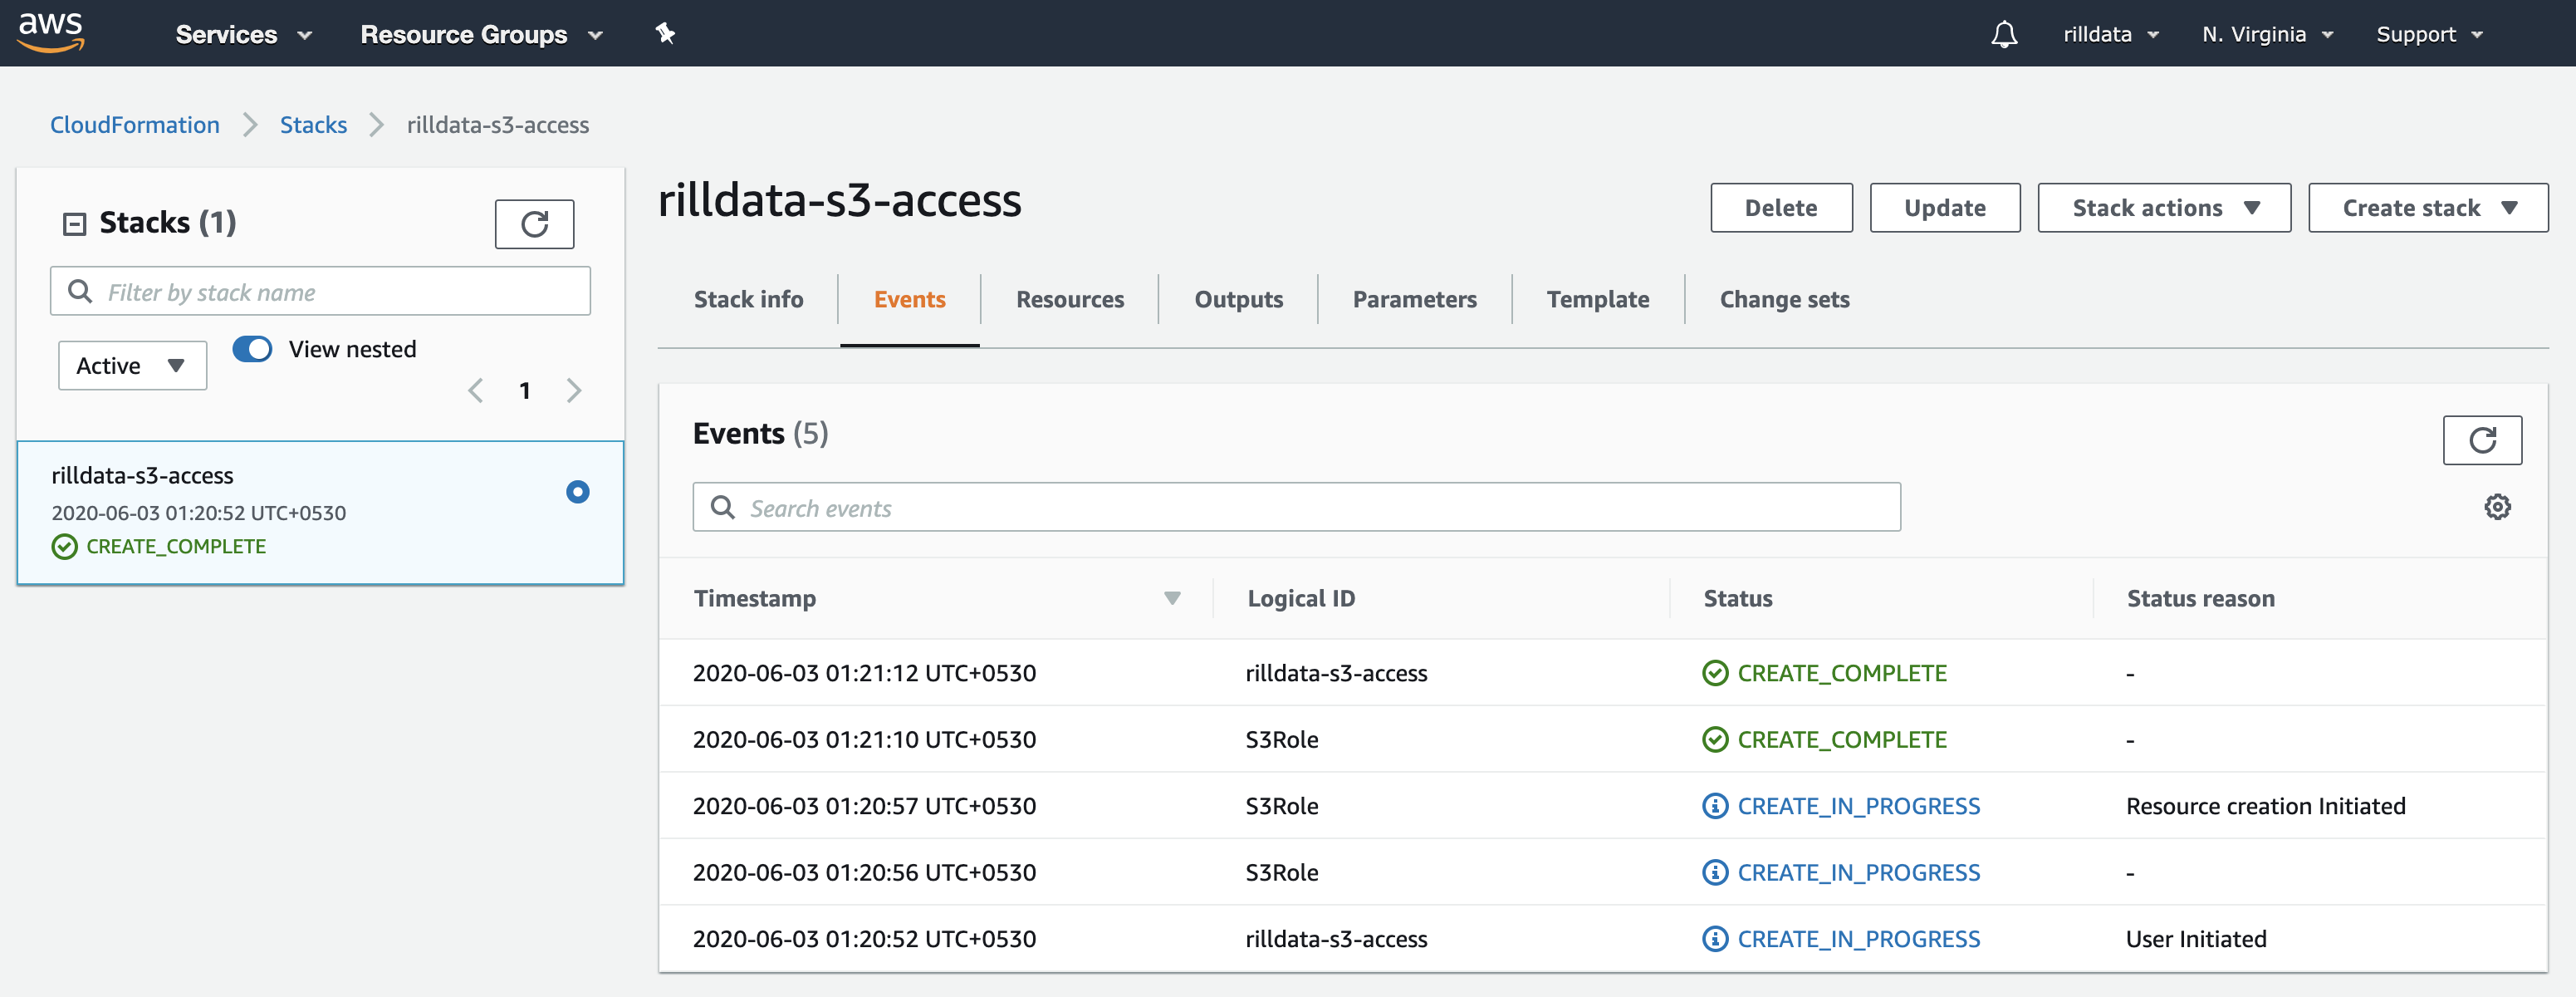 aws Services Resource Groups rilldata N. Virginia Support
CloudFormation Stacks rilldata-s3-access
Stacks (1)
Filter by stack name
Active View nested
1
rilldata-s3-access
2020-06-03 01:20:52 UTC+0530
CREATE_COMPLETE
rilldata-s3-access Delete Update Stack actions Create stack
Stack info Events Resources Outputs Parameters Template Change sets
Events (5)
Search events
Timestamp Logical ID Status Status reason
2020-06-03 01:21:12 UTC+0530 rilldata-s3-access CREATE_COMPLETE -
2020-06-03 01:21:10 UTC+0530 S3Role CREATE_COMPLETE -
2020-06-03 01:20:57 UTC+0530 S3Role CREATE_IN_PROGRESS Resource creation Initiated
2020-06-03 01:20:56 UTC+0530 S3Role CREATE_IN_PROGRESS -
2020-06-03 01:20:52 UTC+0530 rilldata-s3-access CREATE_IN_PROGRESS User Initiated